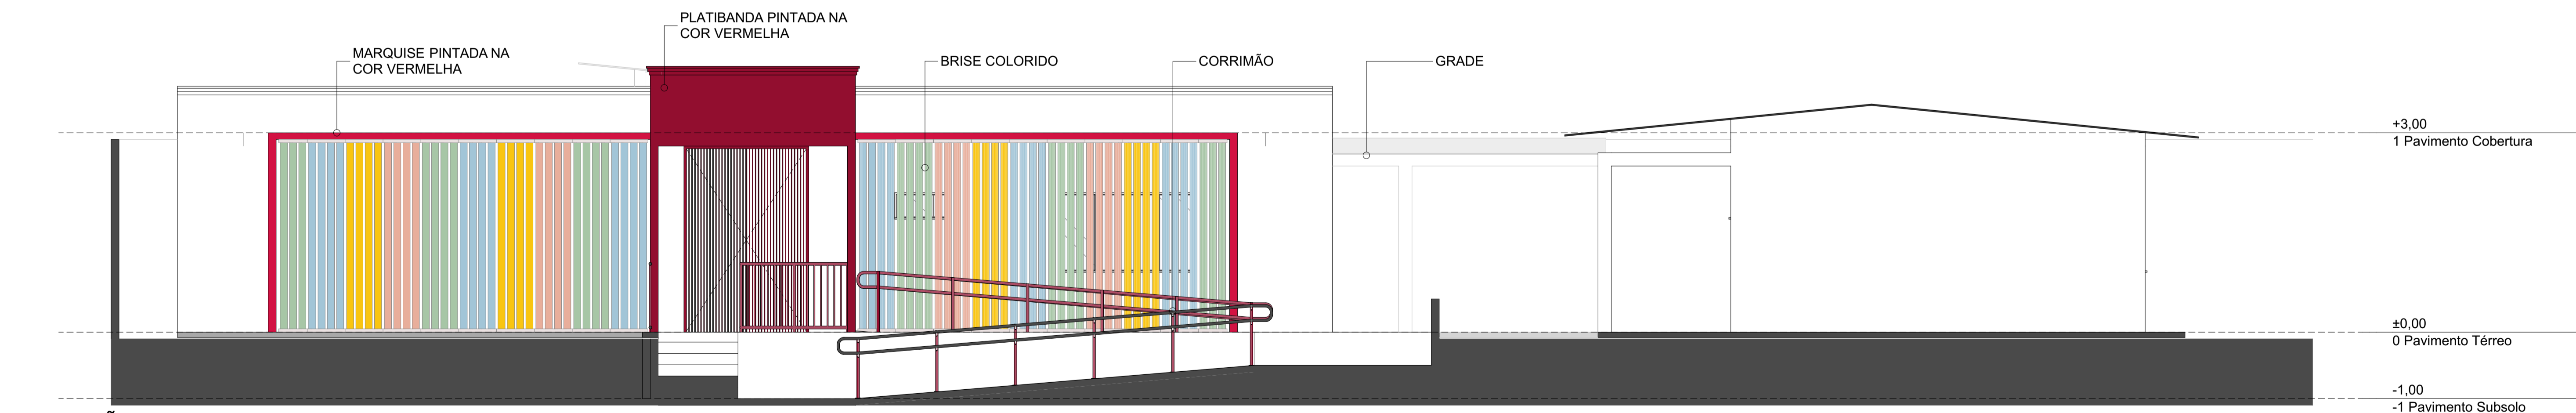 PLATIBANDA PINTADA NA
COR VERMELHA
MARQUISE PINTADA NA
COR VERMELHA
BRISE COLORIDO
CORRIMÃO
GRADE
+3,00
1 Pavimento Cobertura
±0,00
0 Pavimento Térreo
-1,00
-1 Pavimento Subsolo